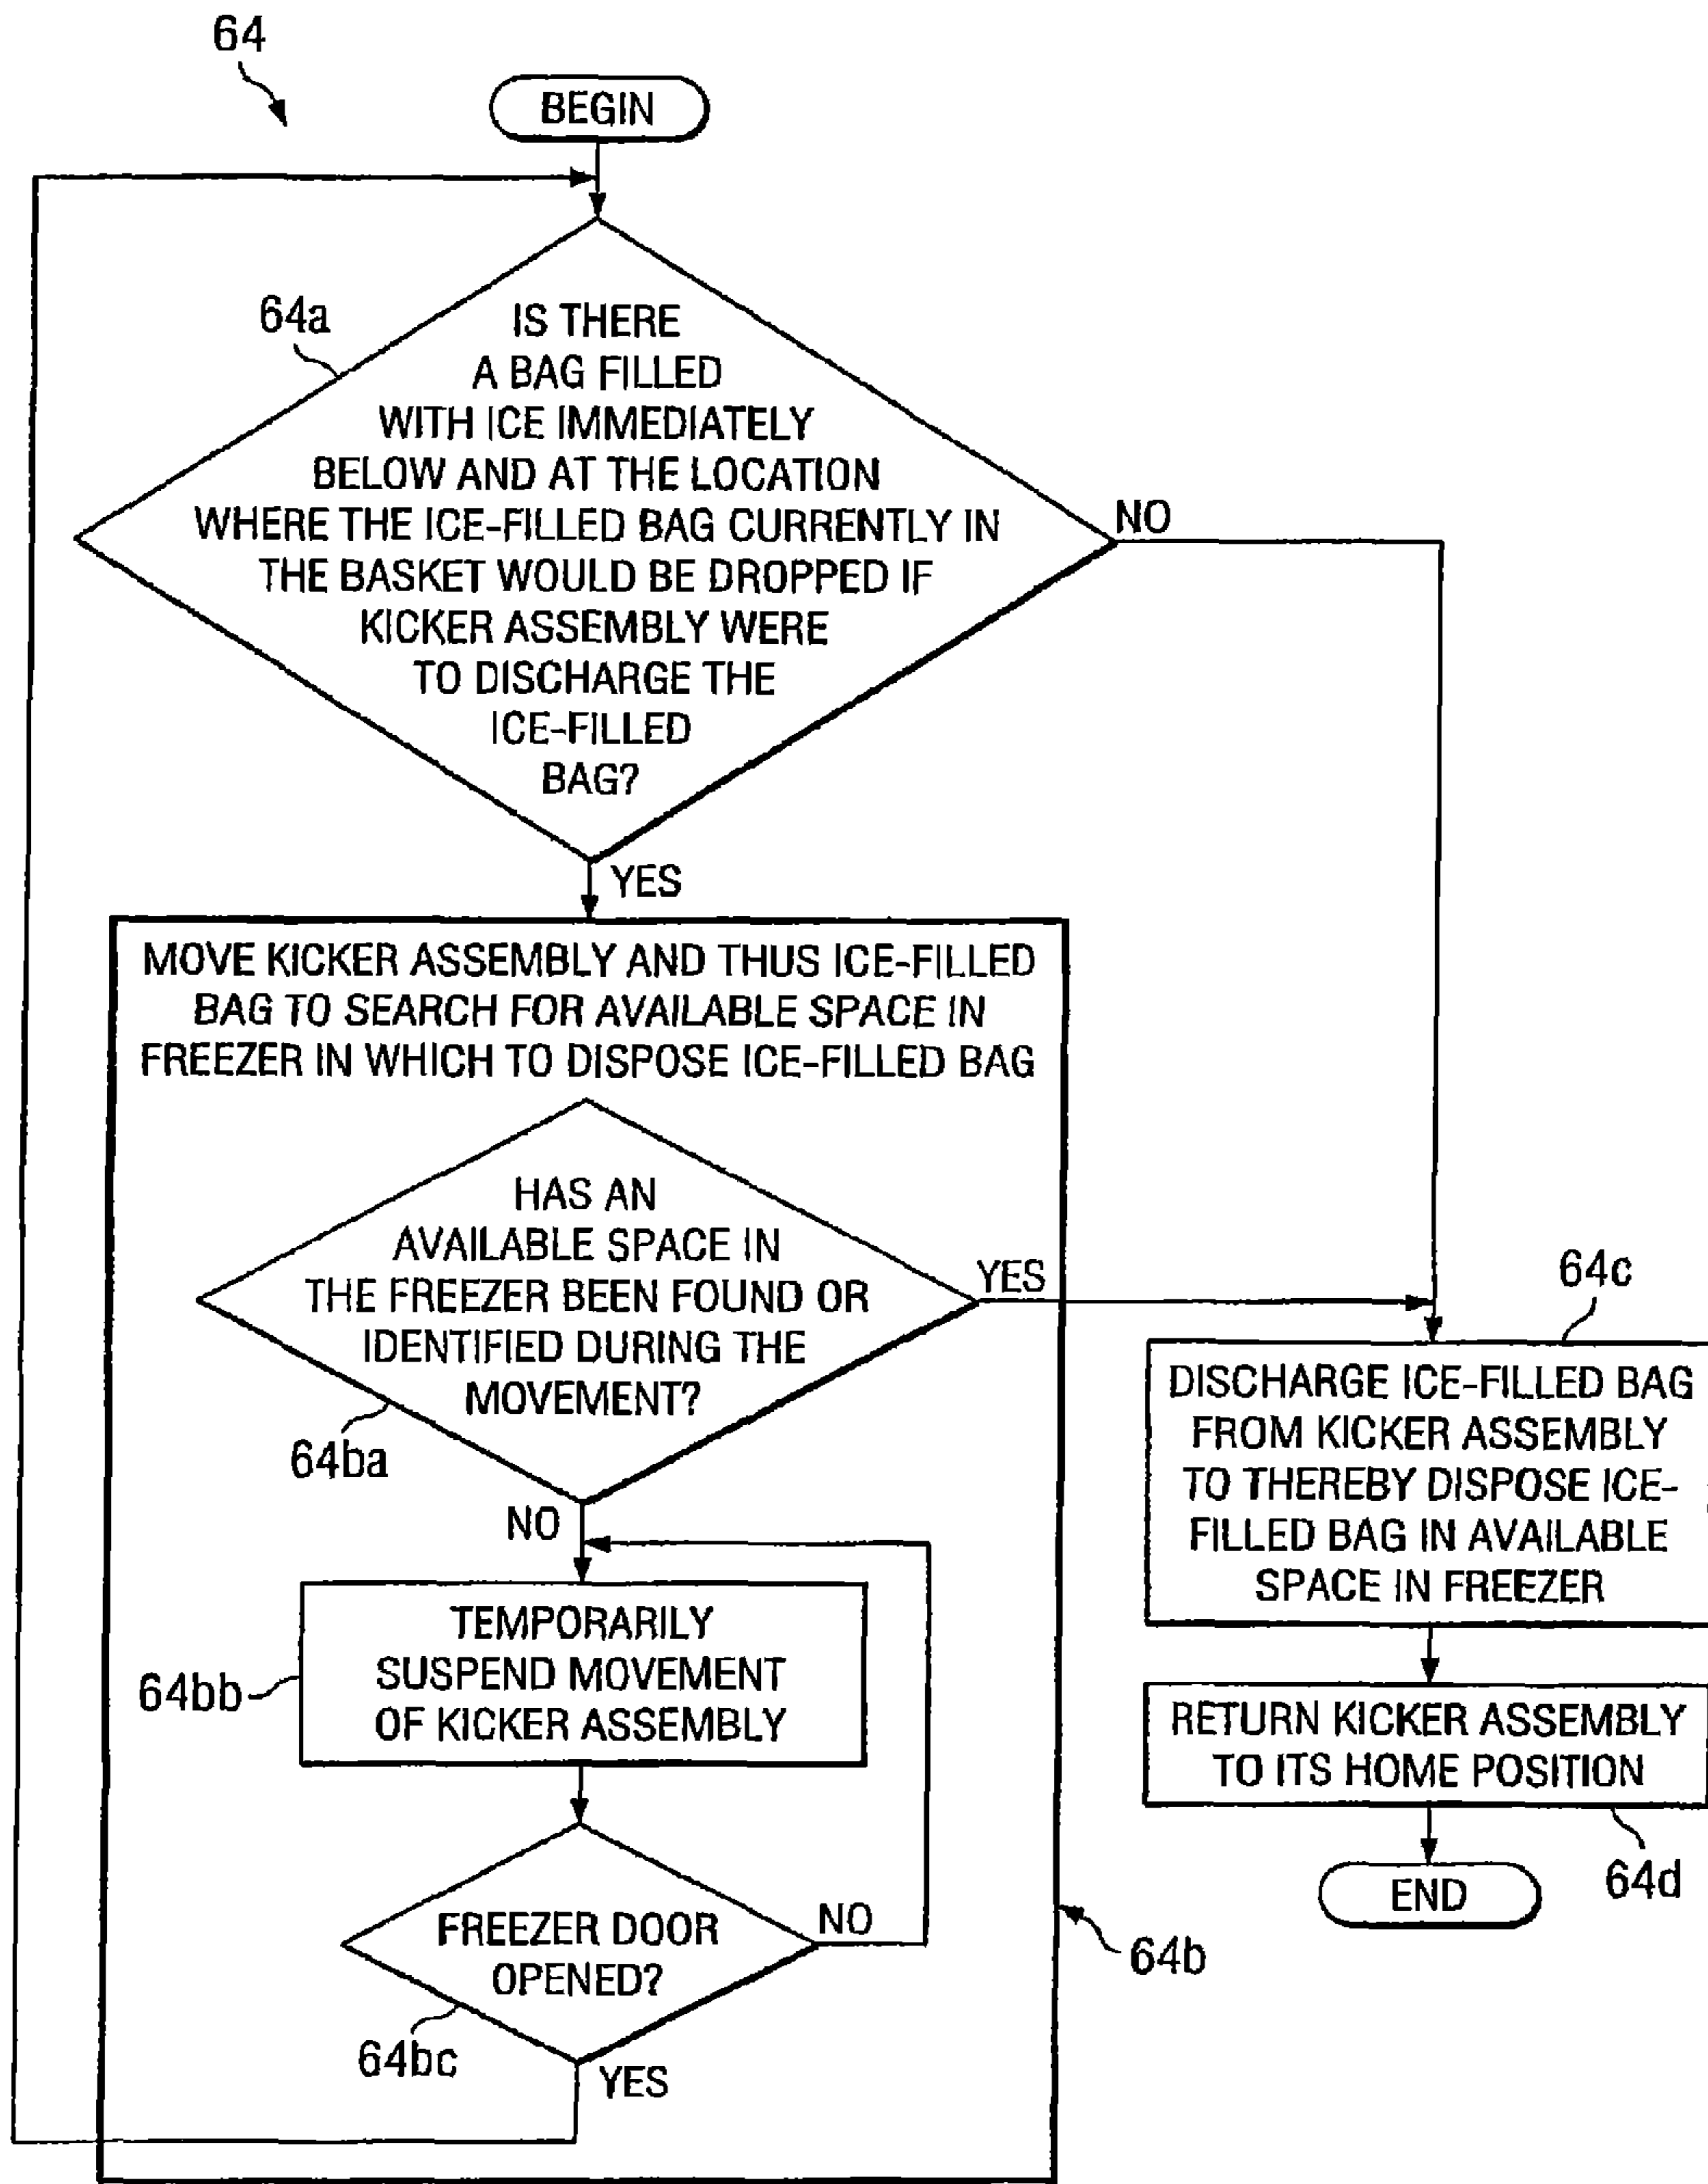 64
BEGIN
64a
IS THERE
A BAG FILLED
WITH ICE IMMEDIATELY
BELOW AND AT THE LOCATION
WHERE THE ICE-FILLED BAG CURRENTLY IN
THE BASKET WOULD BE DROPPED IF
KICKER ASSEMBLY WERE
TO DISCHARGE THE
ICE-FILLED
BAG?
NO
YES
MOVE KICKER ASSEMBLY AND THUS ICE-FILLED
BAG TO SEARCH FOR AVAILABLE SPACE IN
FREEZER IN WHICH TO DISPOSE ICE-FILLED BAG
HAS AN
AVAILABLE SPACE IN
THE FREEZER BEEN FOUND OR
IDENTIFIED DURING THE
MOVEMENT?
YES
64ba
NO
TEMPORARILY
SUSPEND MOVEMENT
OF KICKER ASSEMBLY
64bb
FREEZER DOOR
OPENED?
NO
64bc
YES
64b
64c
DISCHARGE ICE-FILLED BAG
FROM KICKER ASSEMBLY
TO THEREBY DISPOSE ICE-
FILLED BAG IN AVAILABLE
SPACE IN FREEZER
RETURN KICKER ASSEMBLY
TO ITS HOME POSITION
64d
END